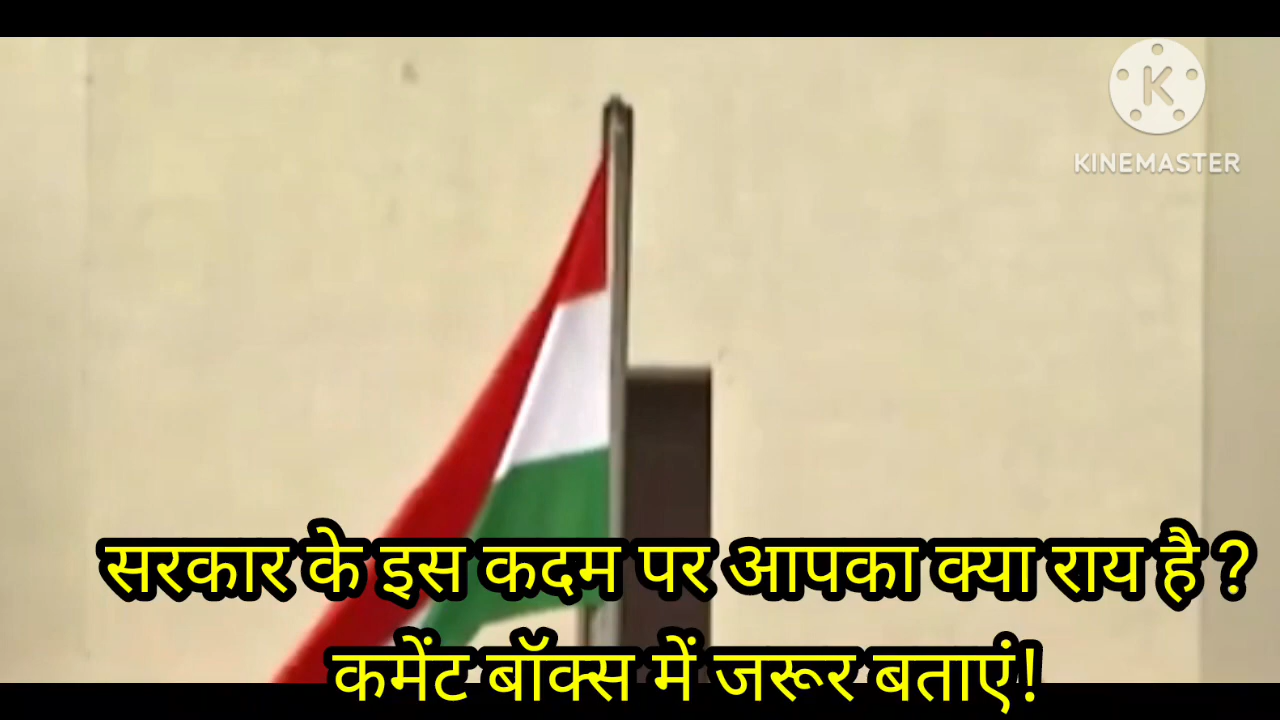 KINEMASTER
सरकार के इस कदम पर आपका क्या राय है ?
कमेंट बॉक्स में जरूर बताएं!